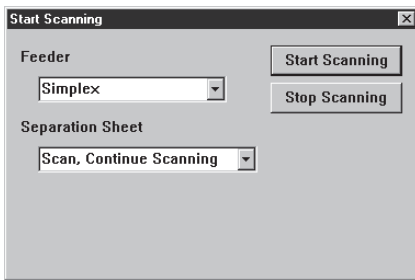 Start Scanning
Feeder
Start Scanning
Simplex
Stop Scanning
Separation Sheet
Scan, Continue Scanning